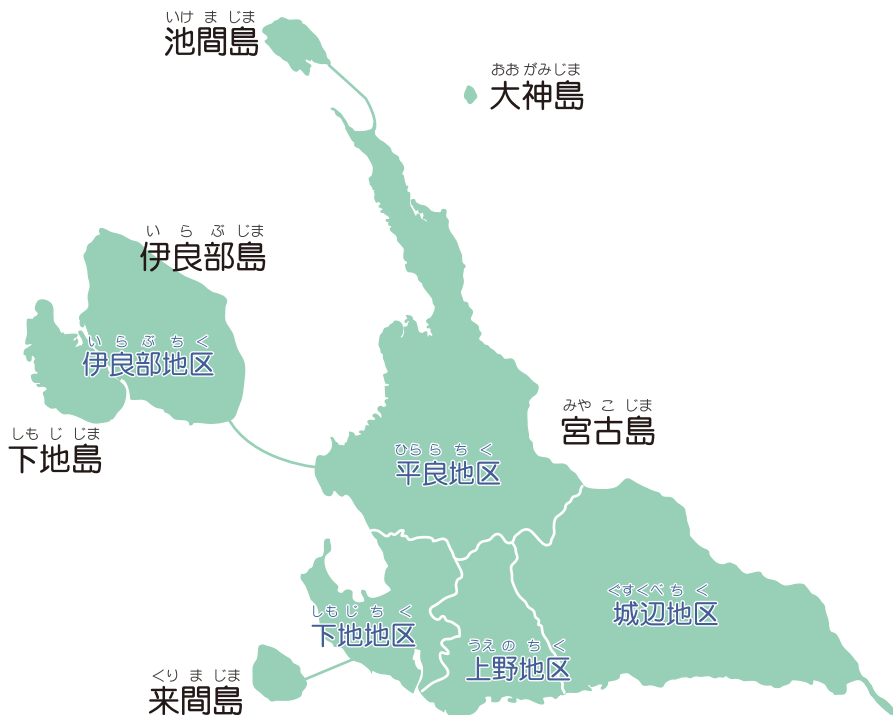 いけ ま じま
池間島
おお がみ じま
大神島
い ら ぶ じま
伊良部島
い ら ぶ ち く
伊良部地区
みや こ じま
宮古島
しも じ じま
下地島
ひら ら ち く
平良地区
ぐすくべ ち く
城辺地区
しも じ ち く
下地地区
うえ の ち く
上野地区
くり ま じま
来間島